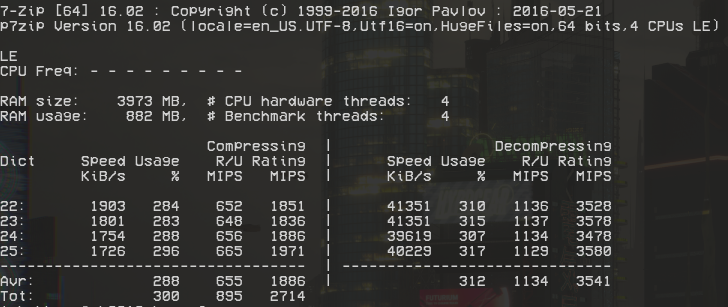 7-Zip [64] 16.02 : Copyright (c) 1999-2016 Igor Pavlov : 2016-05-21
p7zip Version 16.02 (locale=en_US.UTF-8,Utf16=on,HugeFiles=on,64 bits,4 CPUs LE)
LE
CPU Freq: - - - - - - - - -
RAM size:    3973 MB,  # CPU hardware threads:   4
RAM usage:    882 MB,  # Benchmark threads:      4
                       Compressing  |                  Decompressing
Dict     Speed Usage    R/U Rating  |      Speed Usage    R/U Rating
         KiB/s     %   MIPS   MIPS  |      KiB/s     %   MIPS   MIPS
22:       1903   284    652   1851  |      41351   310   1136   3528
23:       1801   283    648   1836  |      41351   315   1137   3578
24:       1754   288    656   1886  |      39619   307   1134   3478
25:       1726   296    665   1971  |      40229   317   1129   3580
----------------------------------  | ------------------------------
Avr:             288    655   1886  |              312   1134   3541
Tot:             300    895   2714